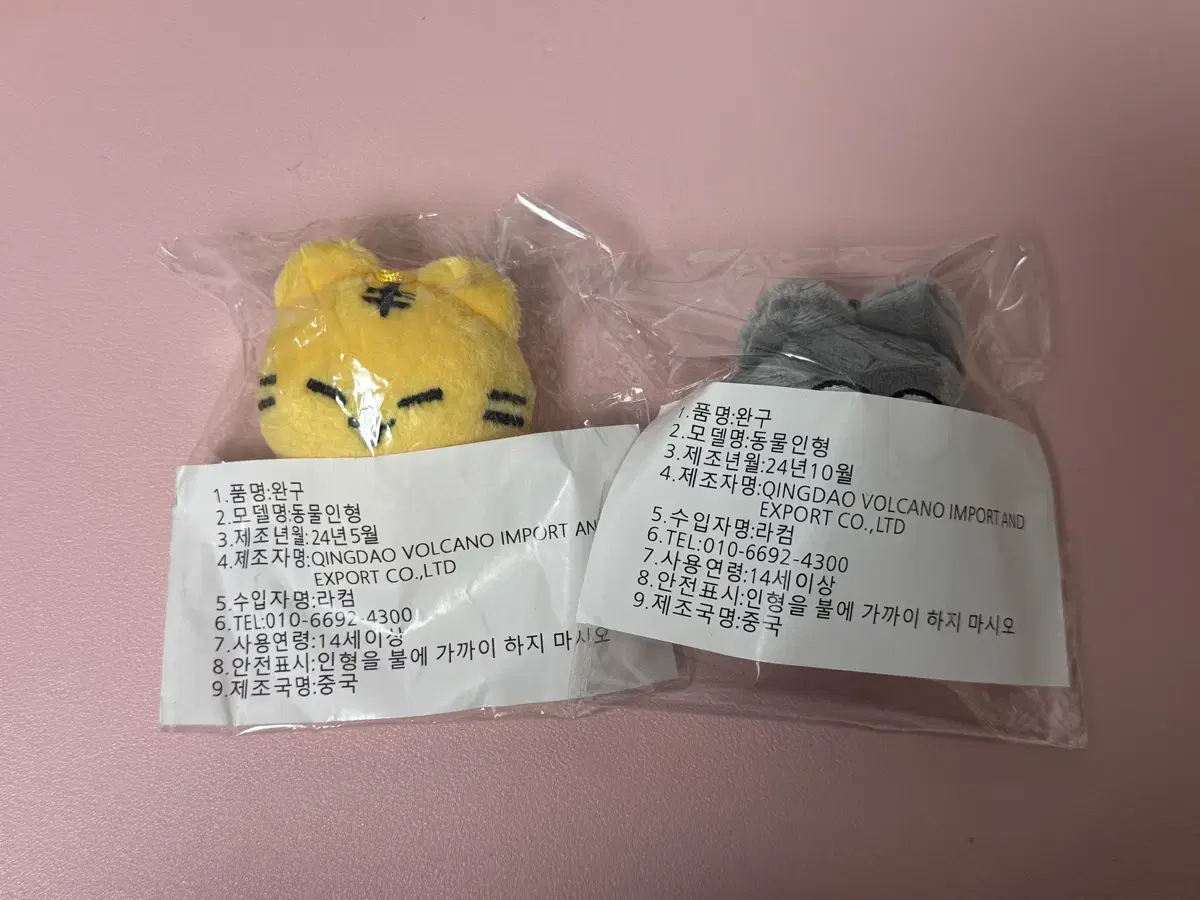 1.품명:완구
2.모델명:동물인형
3.제조년월:24년5월
4.제조자명:QINGDAO VOLCANO IMPORT AN
EXPORT CO.,LTD
5.수입자명:라컴
6.TEL:010-6692-4300
7.사용연령:14세이상
8.안전표시:인형을 불에 가까이 하지 마시오
9.제조국명:중국
1.품명:완구
2.모델명:동물인형
3.제조년월:24년10월
4.제조자명:QINGDAO VOLCANO IMPORT AND
EXPORT CO.,LTD
5.수입자명:라컴
6.TEL:010-6692-4300
7.사용연령:14세이상
8.안전표시:인형을 불에 가까이 하지 마시오
9.제조국명:중국